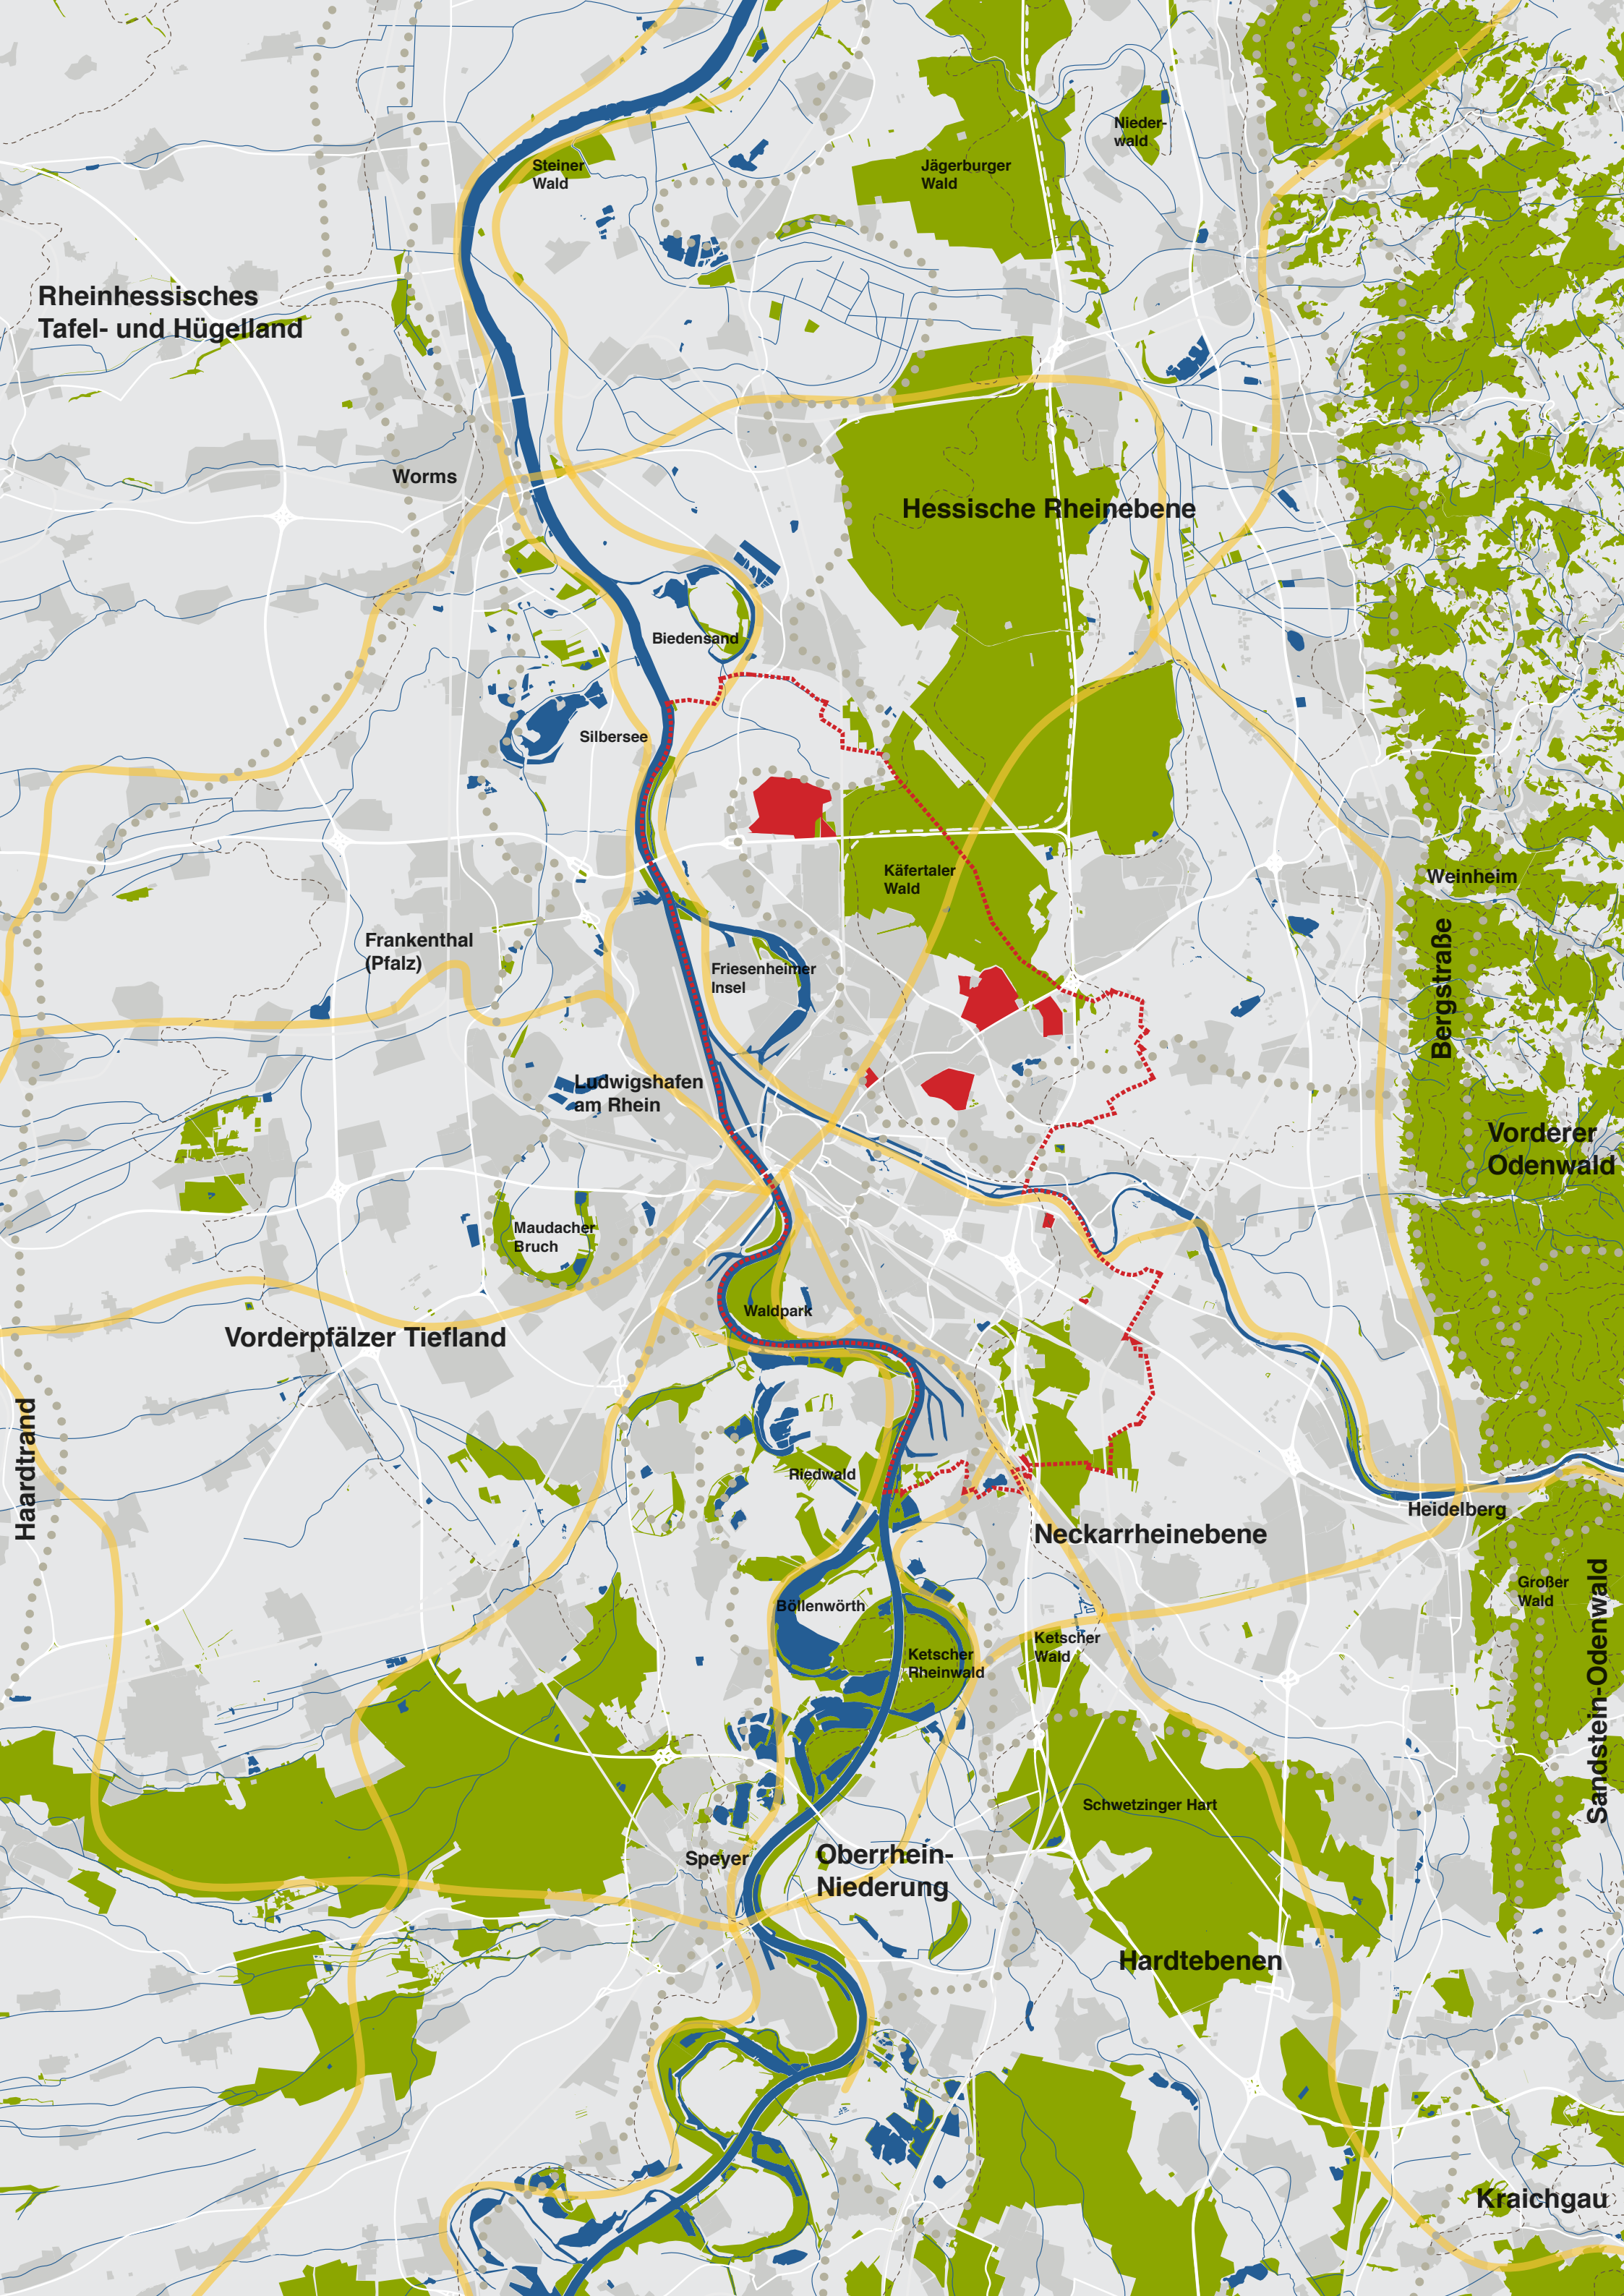 Nieder-
wald
Steiner
Wald
Jägerburger
Wald
Rheinhessisches
Tafel- und Hügelland
Worms
Hessische Rheinebene
Biedensand
Silbersee
Käfertaler
Wald
Weinheim
Frankenthal
(Pfalz)
Friesenheimer
Insel
Bergstraße
Ludwigshafen
am Rhein
Vorderer
Odenwald
Maudacher
Bruch
Waldpark
Vorderpfälzer Tiefland
Haardtrand
Riedwald
Heidelberg
Neckarrheinebene
Großer
Wald
Sandstein-Odenwald
Böllenwörth
Ketscher
Wald
Ketscher
Rheinwald
Schwetzinger Hart
Speyer
Oberrhein-
Niederung
Hardtebenen
Kraichgau